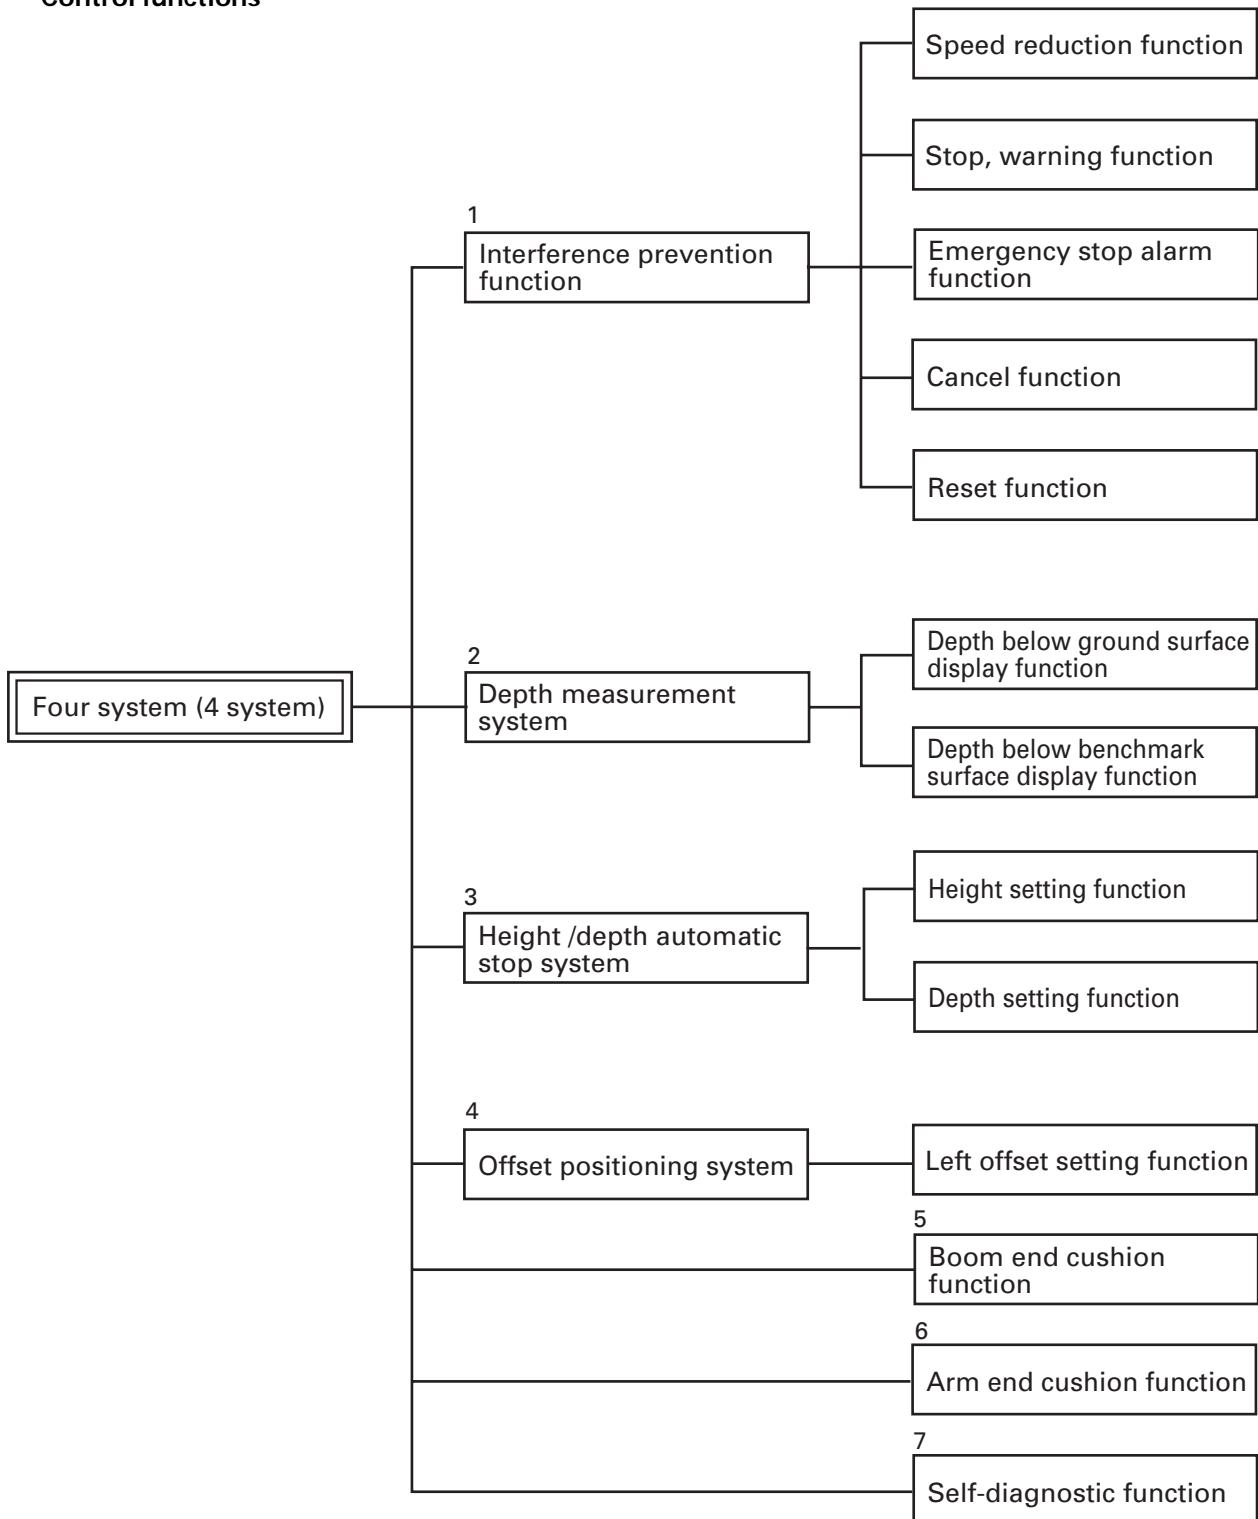 Control functions
Speed reduction function
Stop, warning function
1
Interference prevention
function
Emergency stop alarm
function
Cancel function
Reset function
Four system (4 system)
2
Depth measurement
system
Depth below ground surface
display function
Depth below benchmark
surface display function
3
Height /depth automatic
stop system
Height setting function
Depth setting function
4
Offset positioning system
Left offset setting function
5
Boom end cushion
function
6
Arm end cushion function
7
Self-diagnostic function